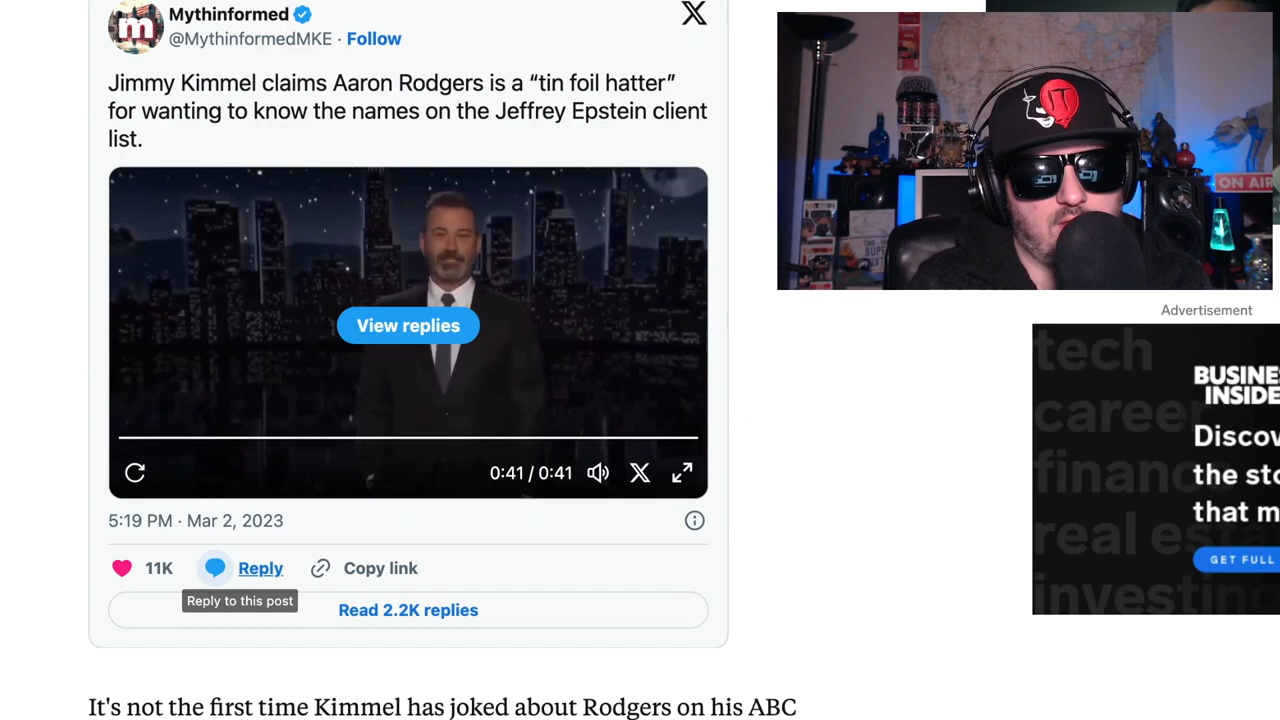 Mythinformed
@MythinformedMKE · Follow
Jimmy Kimmel claims Aaron Rodgers is a “tin foil hatter”
for wanting to know the names on the Jeffrey Epstein client
list.
View replies
0:41 / 0:41
5:19 PM · Mar 2, 2023
11K
Reply
Copy link
Reply to this post
Read 2.2K replies
It's not the first time Kimmel has joked about Rodgers on his ABC
ON AIR
Advertisement
tech
career
finance
real estate
investing
BUSINE
INSIDE
Discov
the sto
that m
GET FULL